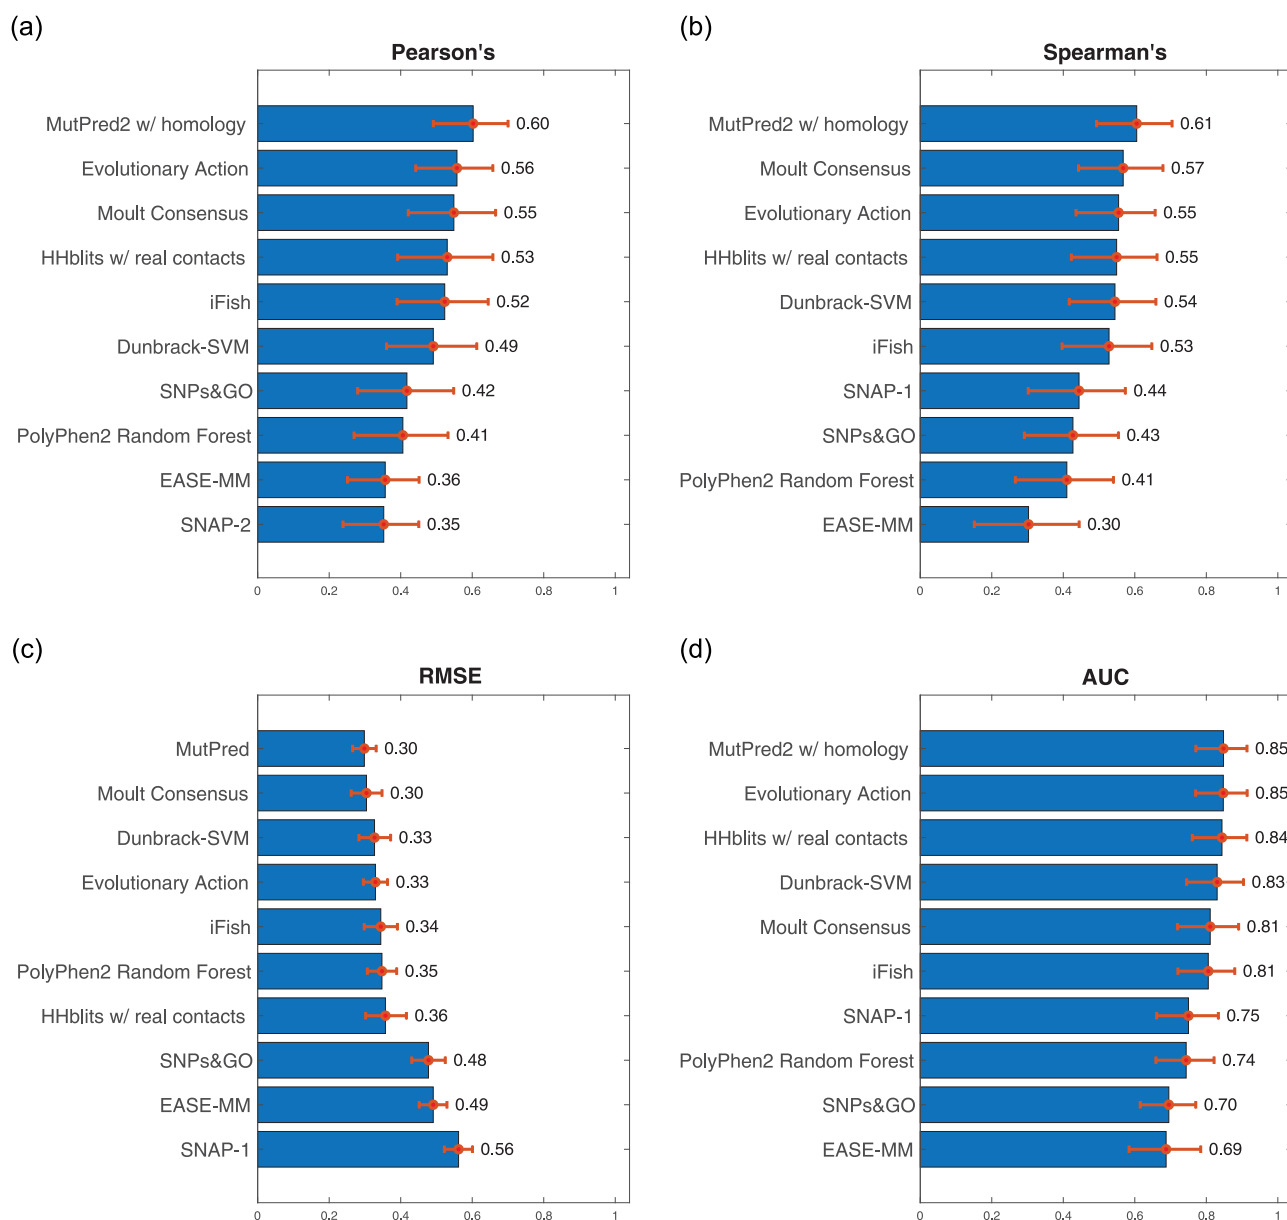 (a)
Pearson's
MutPred2 w/ homology 0.60
Evolutionary Action 0.56
Moult Consensus 0.55
HHblits w/ real contacts 0.53
iFish 0.52
Dunbrack-SVM 0.49
SNPs&GO 0.42
PolyPhen2 Random Forest 0.41
EASE-MM 0.36
SNAP-2 0.35
0 0.2 0.4 0.6 0.8 1
(b)
Spearman's
MutPred2 w/ homology 0.61
Moult Consensus 0.57
Evolutionary Action 0.55
HHblits w/ real contacts 0.55
Dunbrack-SVM 0.54
iFish 0.53
SNAP-1 0.44
SNPs&GO 0.43
PolyPhen2 Random Forest 0.41
EASE-MM 0.30
0 0.2 0.4 0.6 0.8 1
(c)
RMSE
MutPred 0.30
Moult Consensus 0.30
Dunbrack-SVM 0.33
Evolutionary Action 0.33
iFish 0.34
PolyPhen2 Random Forest 0.35
HHblits w/ real contacts 0.36
SNPs&GO 0.48
EASE-MM 0.49
SNAP-1 0.56
0 0.2 0.4 0.6 0.8 1
(d)
AUC
MutPred2 w/ homology 0.85
Evolutionary Action 0.85
HHblits w/ real contacts 0.84
Dunbrack-SVM 0.83
Moult Consensus 0.81
iFish 0.81
SNAP-1 0.75
PolyPhen2 Random Forest 0.74
SNPs&GO 0.70
EASE-MM 0.69
0 0.2 0.4 0.6 0.8 1